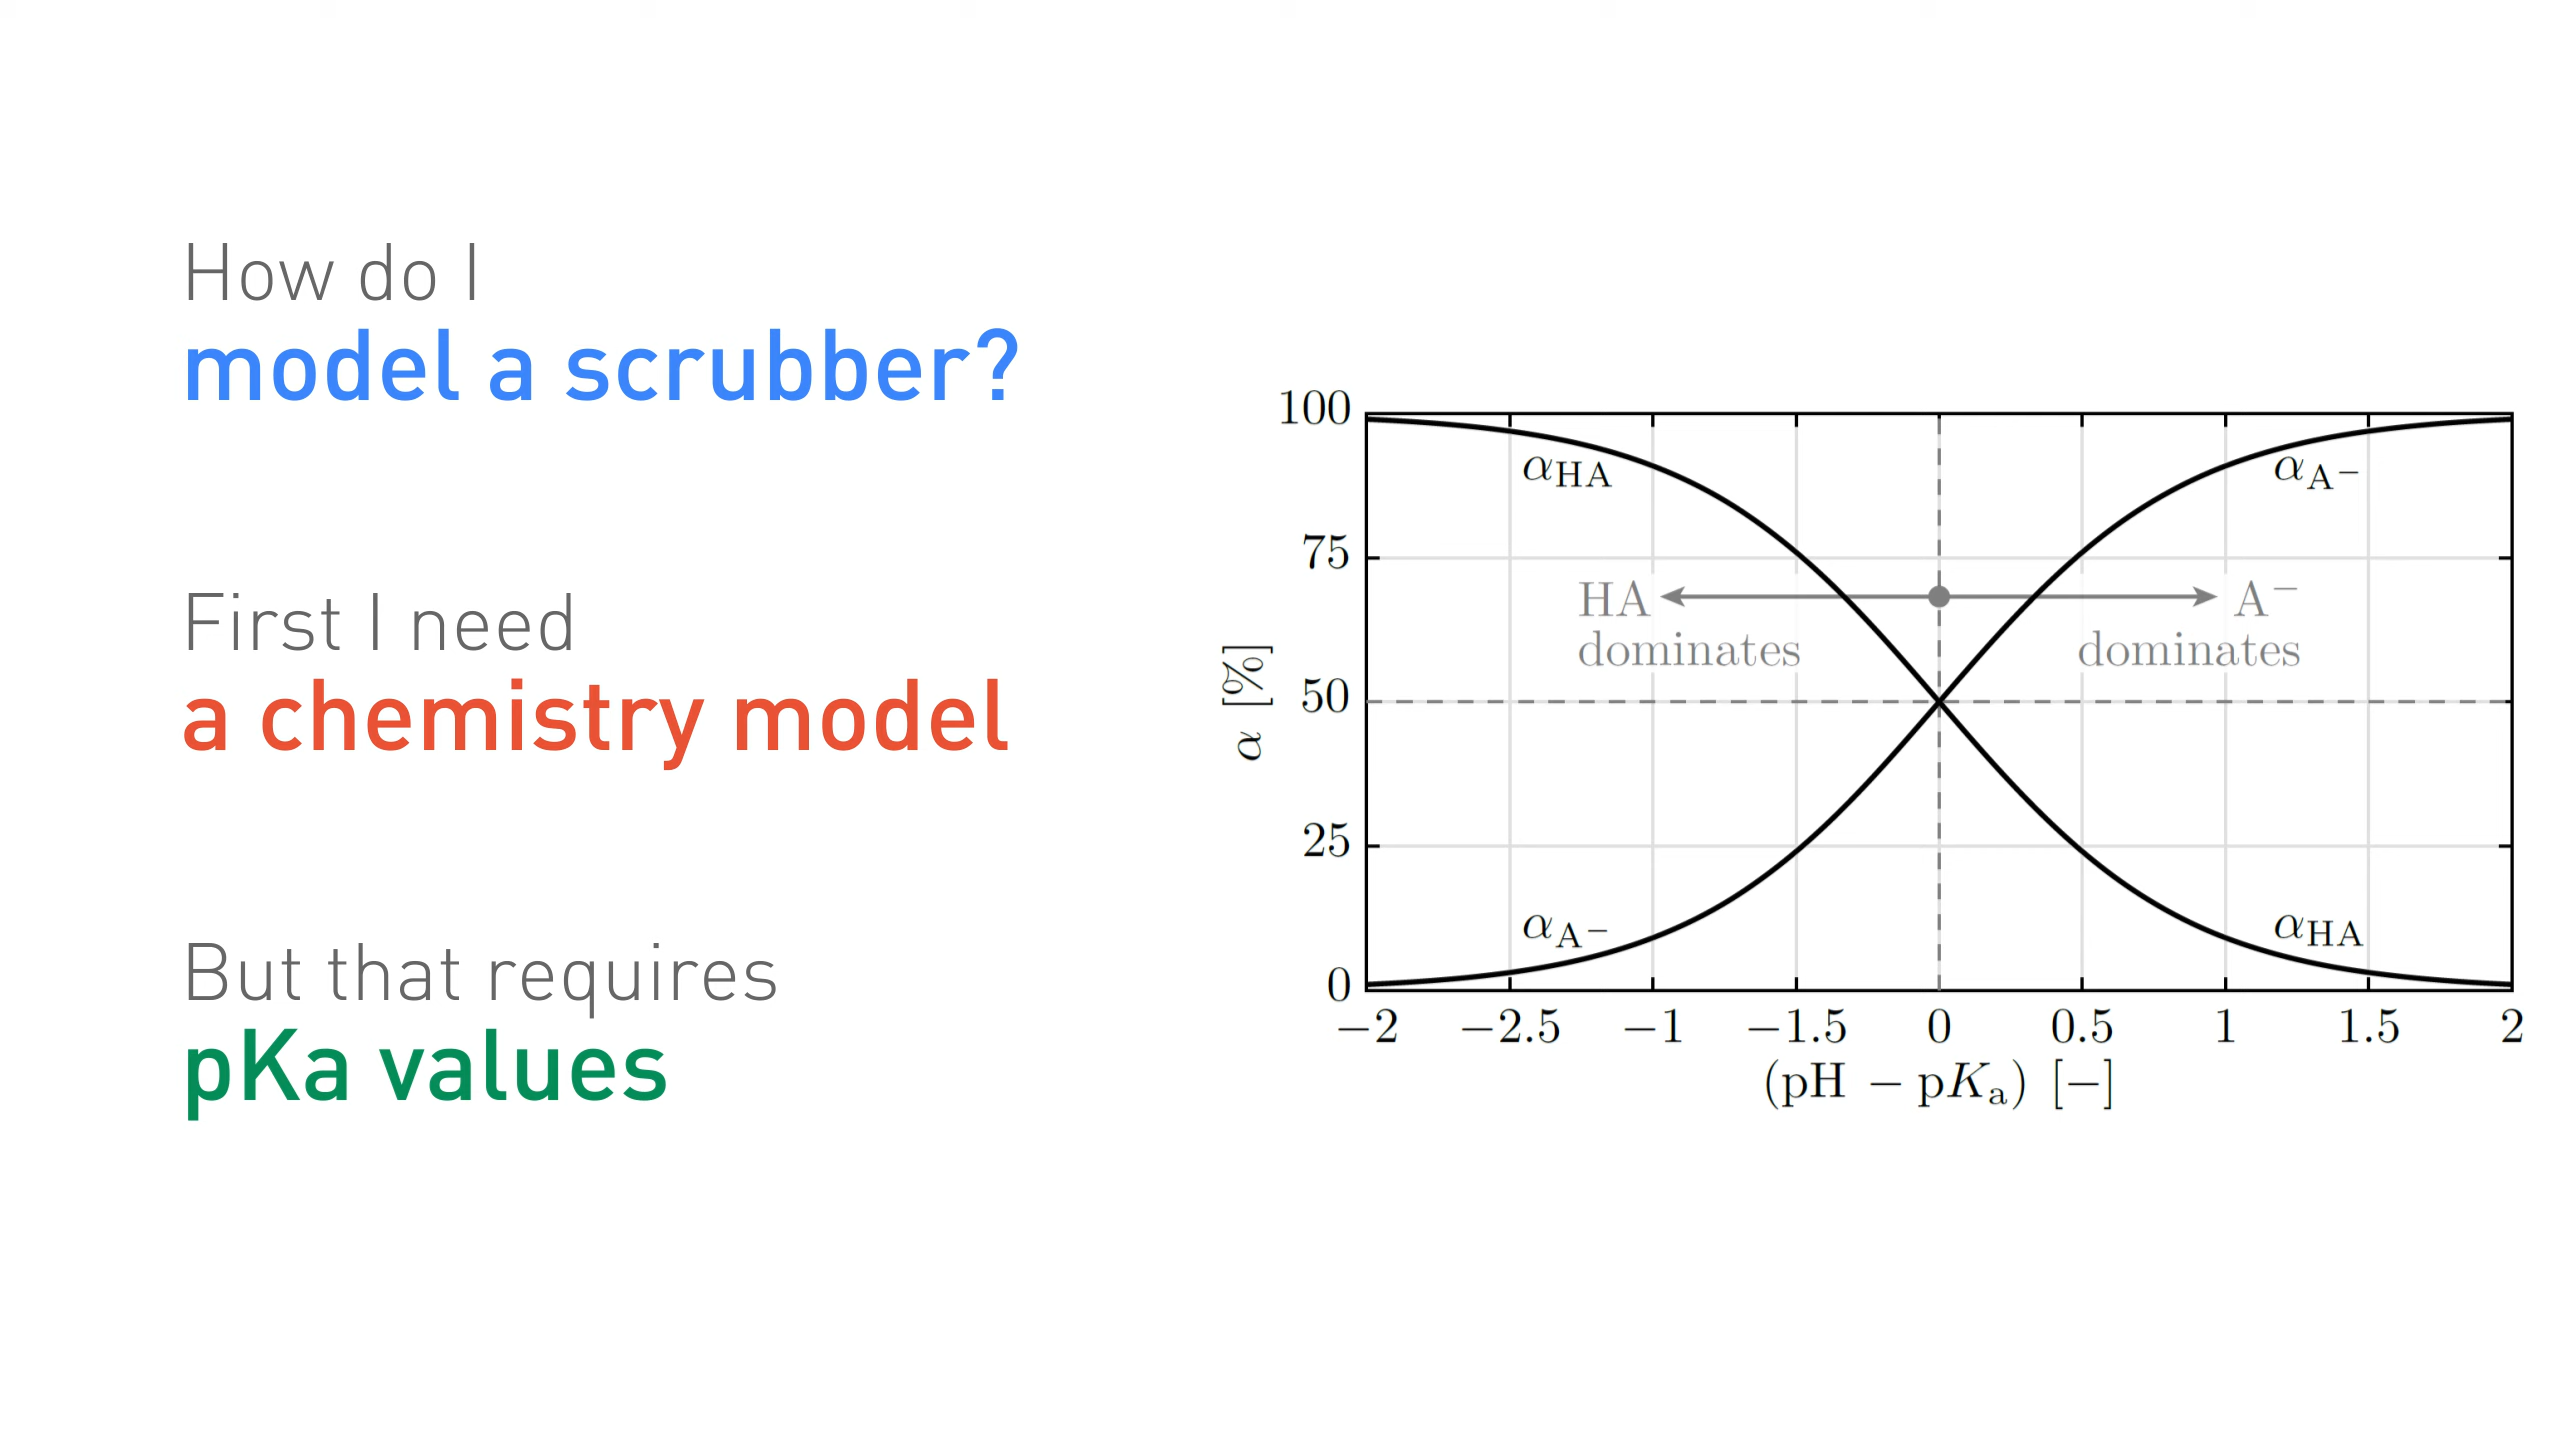 How do I
model a scrubber?
First I need
a chemistry model
But that requires
pKa values
100
75
50
25
0
α [%]
αHA
αA−
HA
dominates
A−
dominates
αA−
αHA
−2 −2.5 −1 −1.5 0 0.5 1 1.5 2
(pH − pKa) [−]